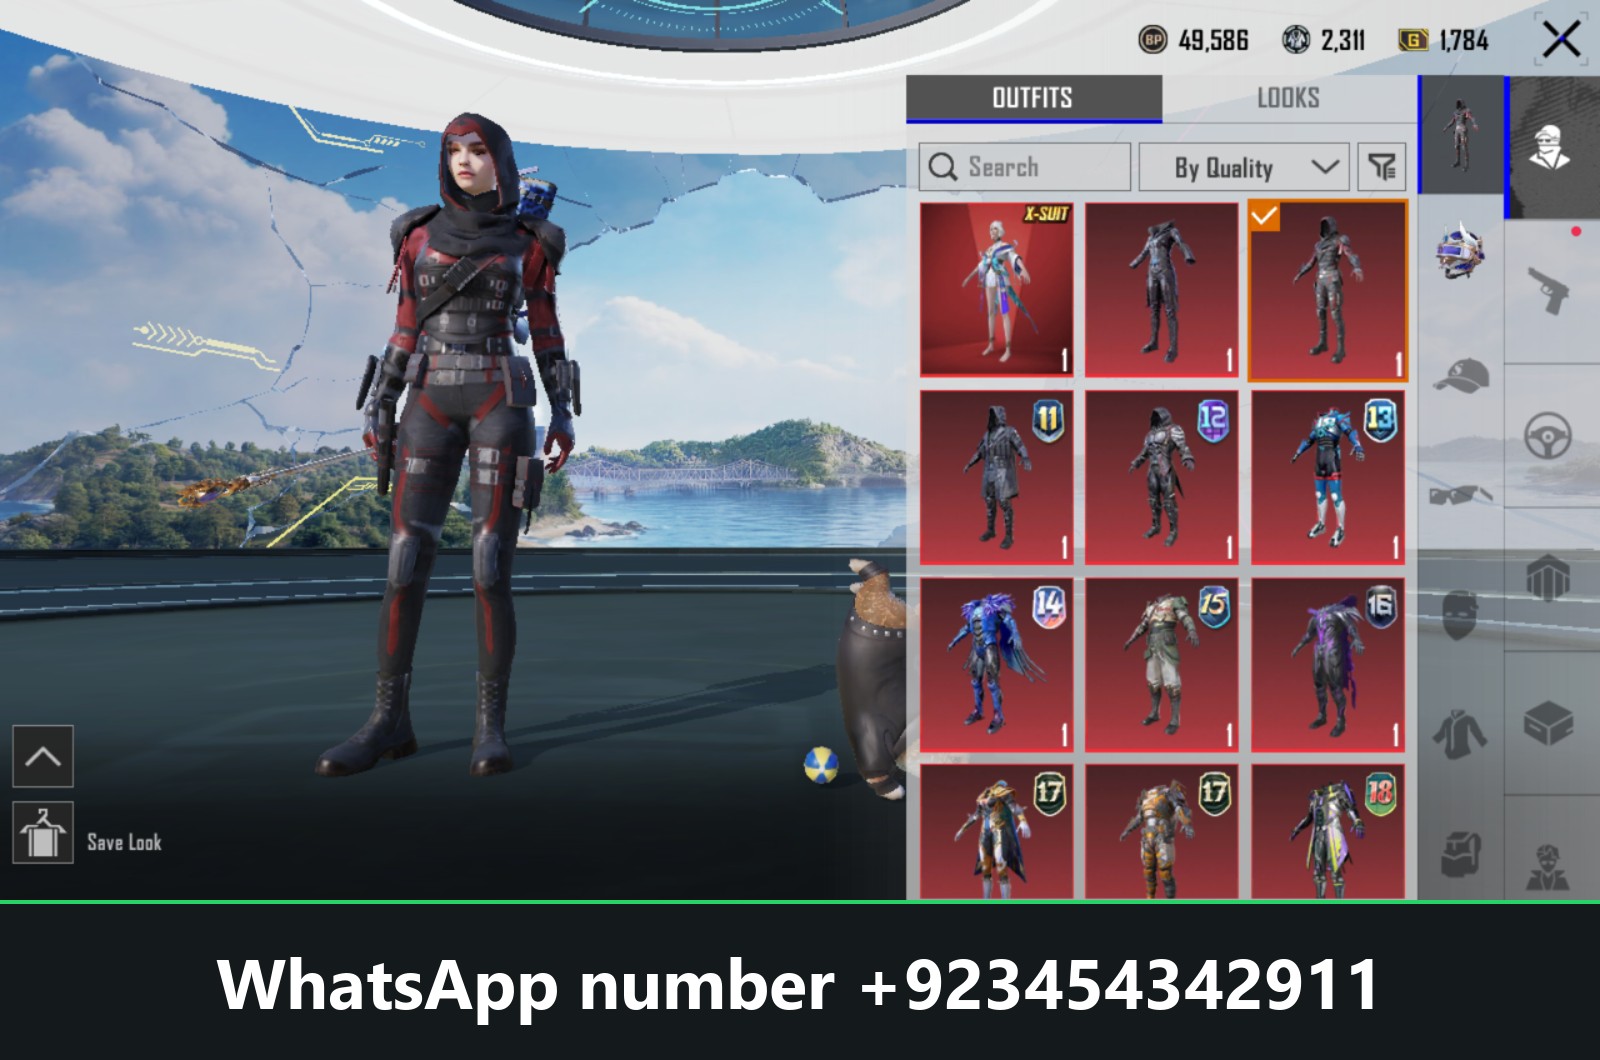 BP 49,586 2,311 G 1,784
OUTFITS LOOKS
Search By Quality
X-SUIT
1 1 1
11 12 13
1 1 1
14 15 16
1 1 1
17 17 18
Save Look
WhatsApp number +923454342911